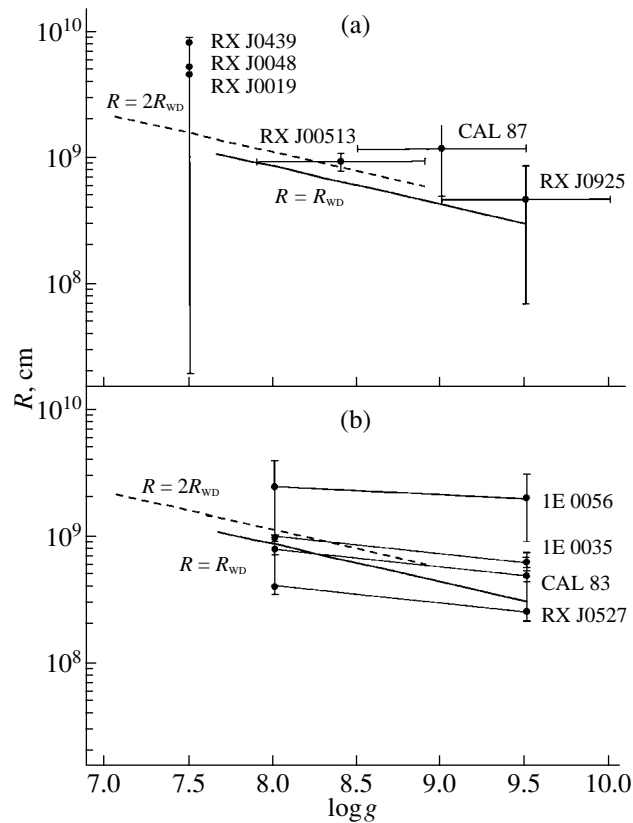 (a)
10^10
RX J0439
RX J0048
RX J0019
R = 2R_WD
RX J00513
CAL 87
10^9
RX J0925
R = R_WD
10^8
R, cm
(b)
10^10
R = 2R_WD
1E 0056
10^9
1E 0035
R = R_WD
CAL 83
RX J0527
10^8
7.0 7.5 8.0 8.5 9.0 9.5 10.0
log g